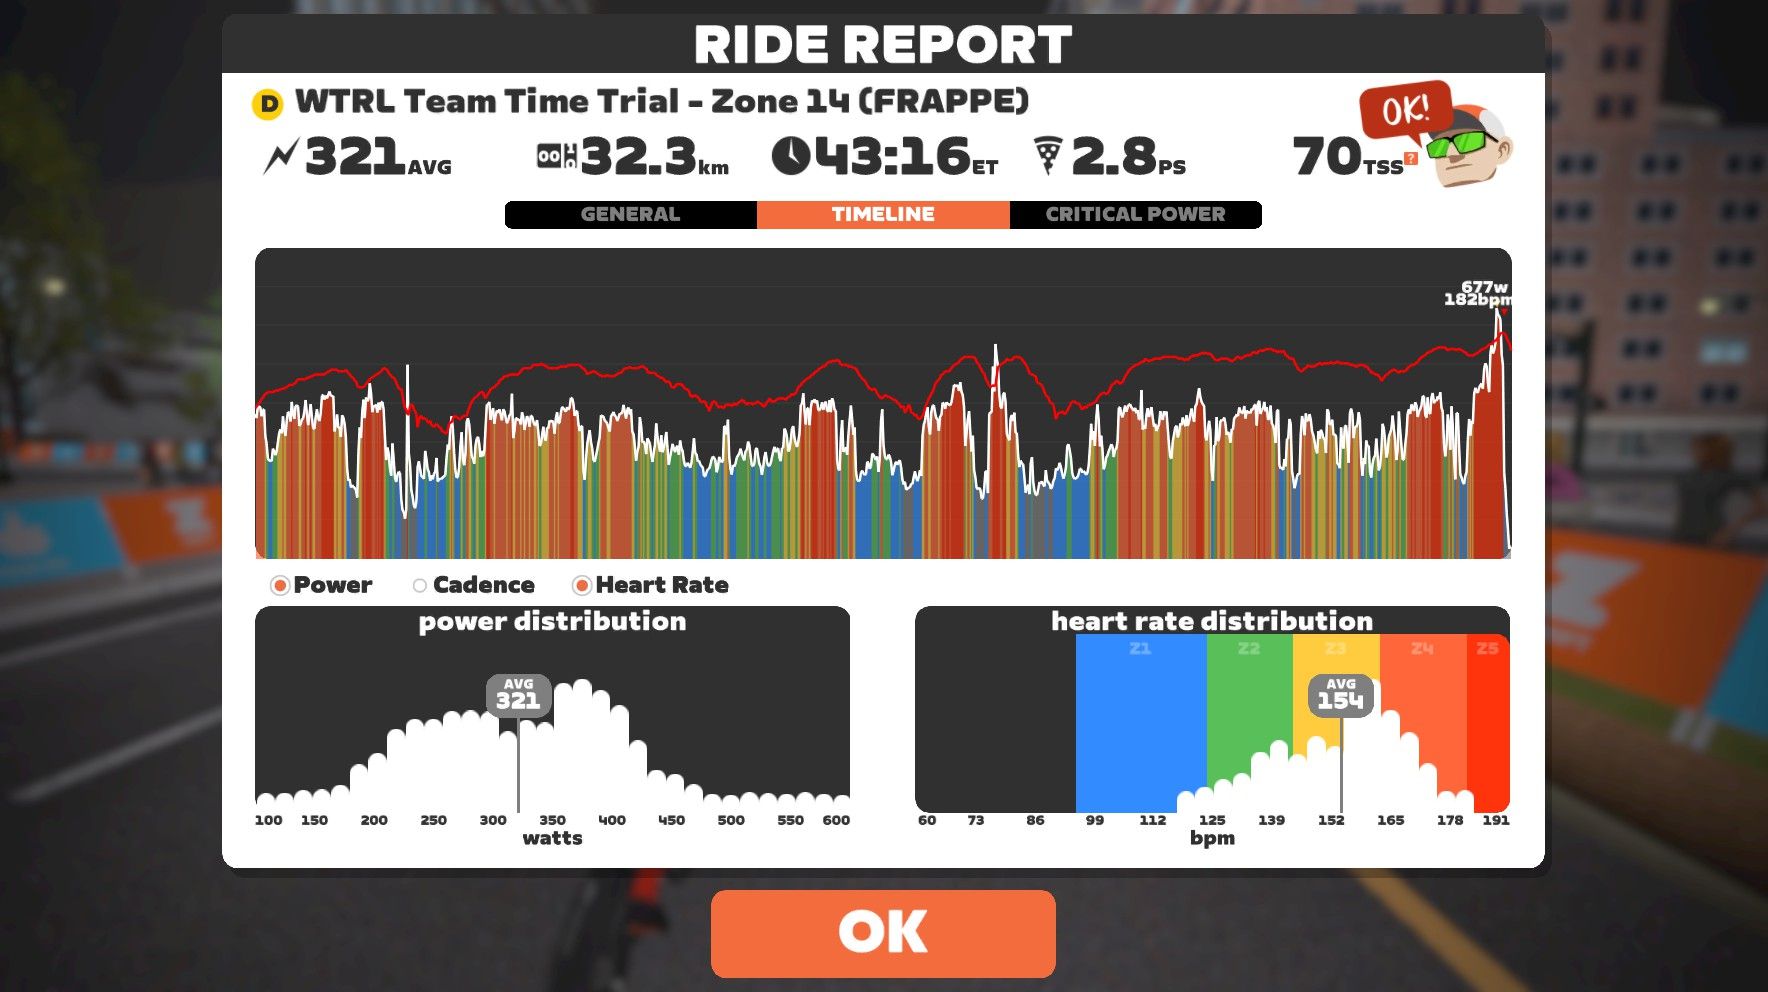 RIDE REPORT
D WTRL Team Time Trial - Zone 14 (FRAPPE)
OK!
321AVG 32.3km 43:16ET 2.8PS 70TSS?
GENERAL TIMELINE CRITICAL POWER
677w
182bpm
Power Cadence Heart Rate
power distribution
AVG
321
100 150 200 250 300 350 400 450 500 550 600
watts
heart rate distribution
Z1 Z2 Z3 Z4 Z5
AVG
154
60 73 86 99 112 125 139 152 165 178 191
bpm
OK